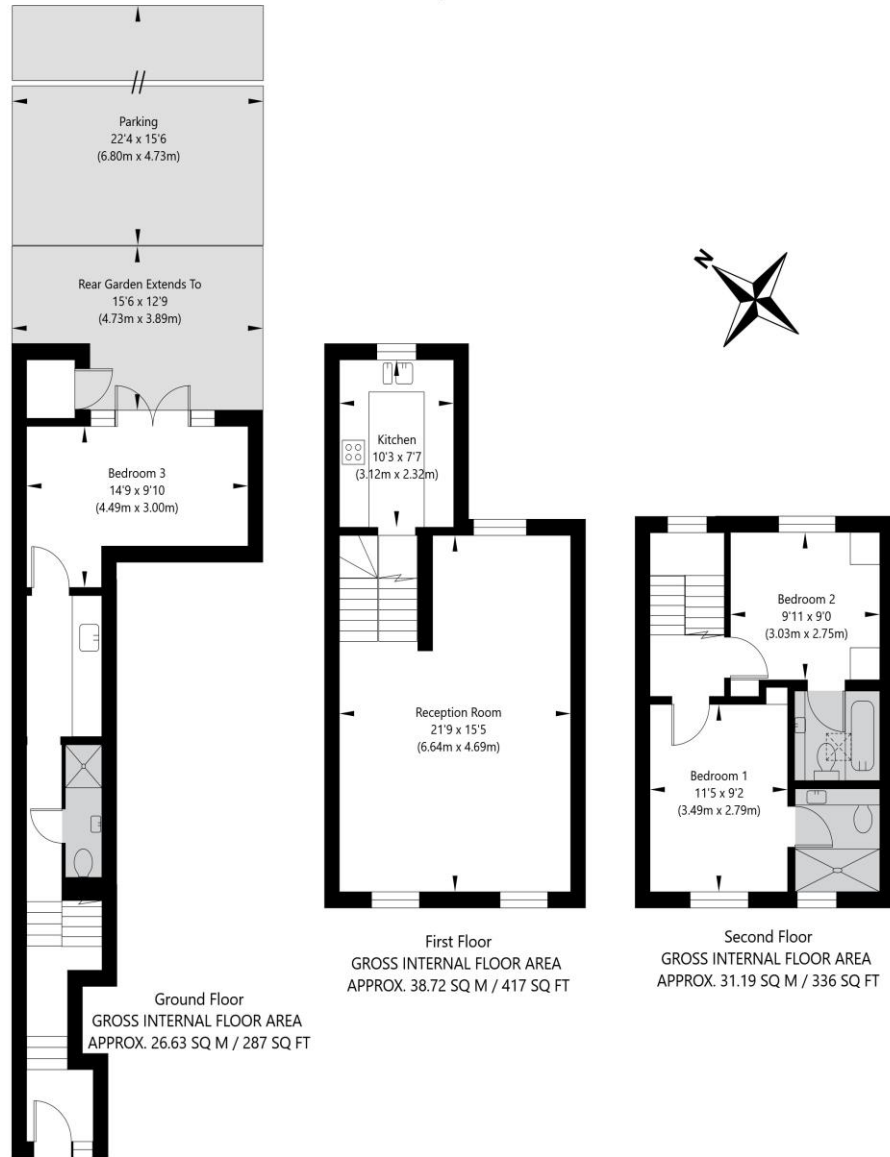 Parking
22'4 x 15'6
(6.80m x 4.73m)
Rear Garden Extends To
15'6 x 12'9
(4.73m x 3.89m)
Bedroom 3
14'9 x 9'10
(4.49m x 3.00m)
Ground Floor
GROSS INTERNAL FLOOR AREA
APPROX. 26.63 SQ M / 287 SQ FT
Kitchen
10'3 x 7'7
(3.12m x 2.32m)
Reception Room
21'9 x 15'5
(6.64m x 4.69m)
First Floor
GROSS INTERNAL FLOOR AREA
APPROX. 38.72 SQ M / 417 SQ FT
N
Bedroom 2
9'11 x 9'0
(3.03m x 2.75m)
Bedroom 1
11'5 x 9'2
(3.49m x 2.79m)
Second Floor
GROSS INTERNAL FLOOR AREA
APPROX. 31.19 SQ M / 336 SQ FT